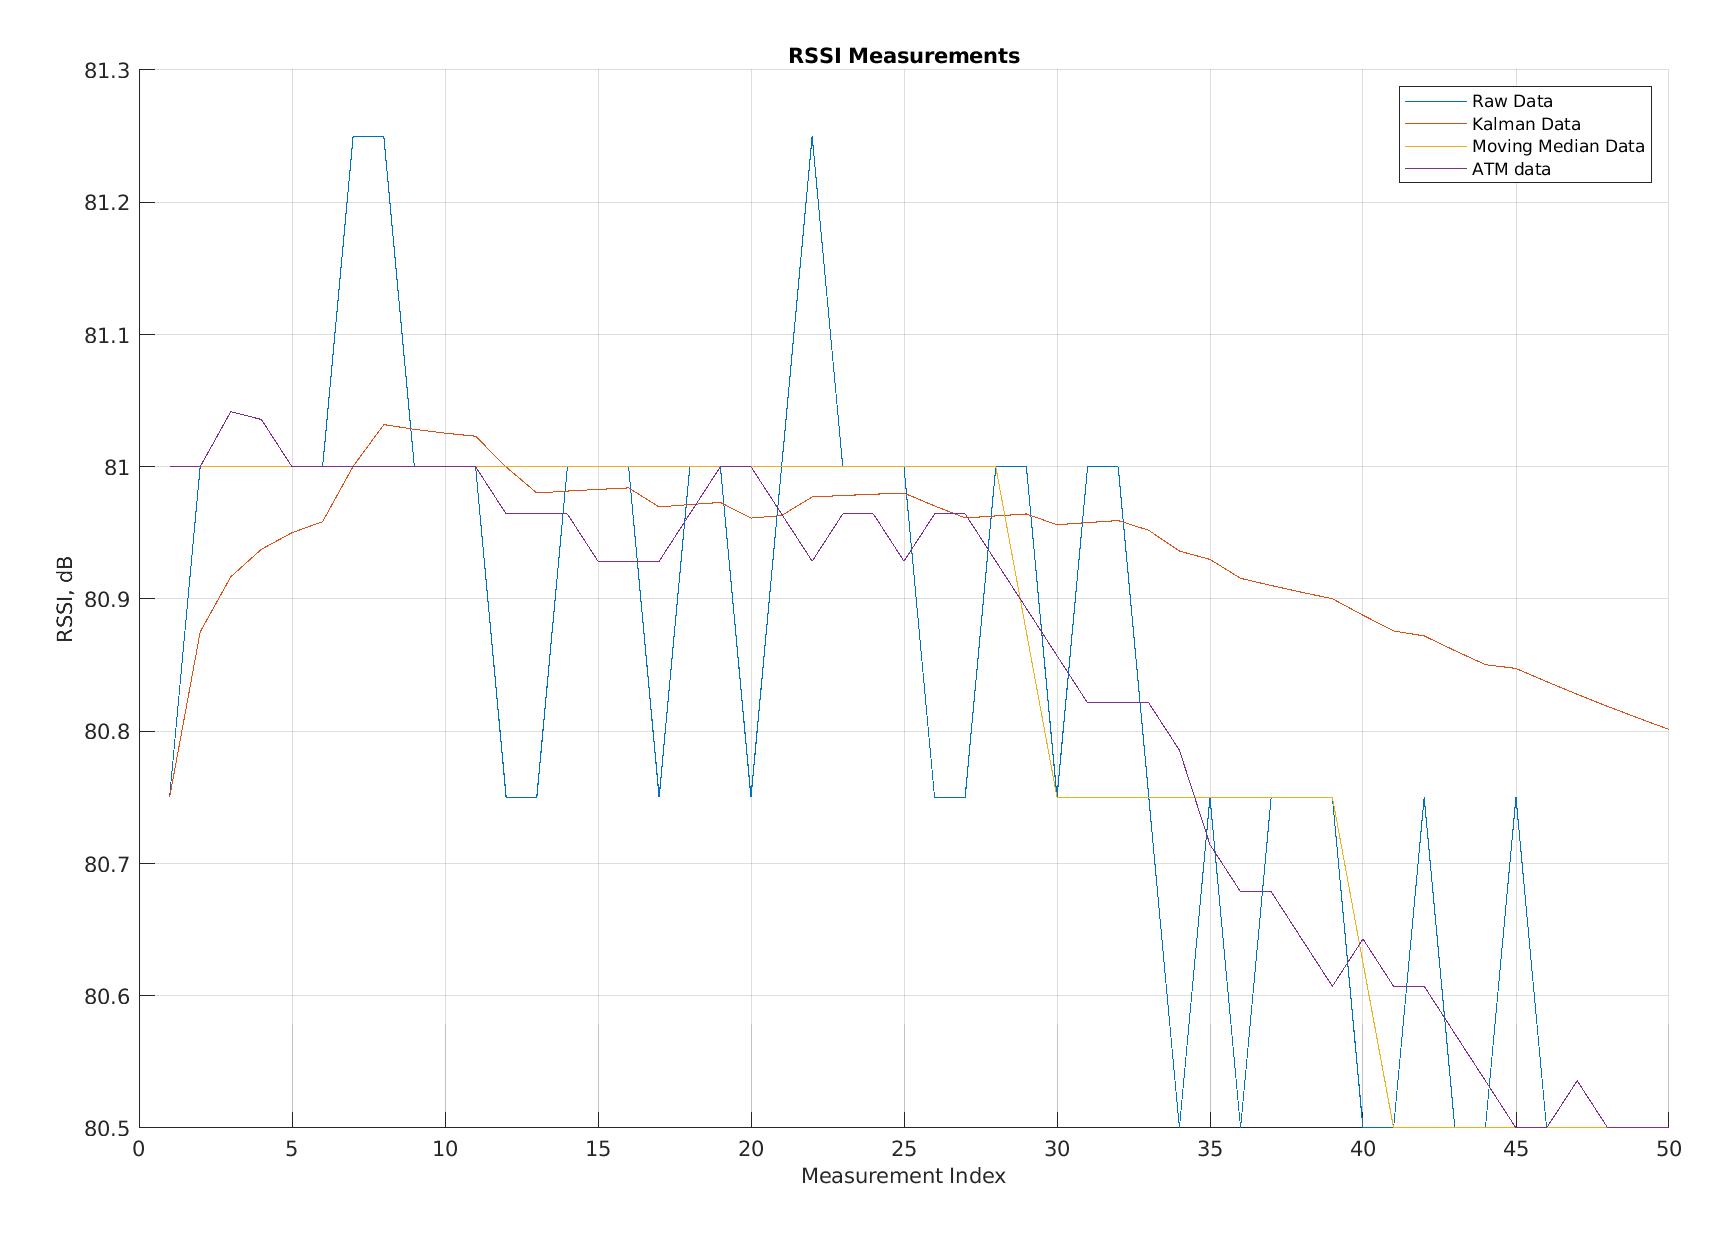 RSSI Measurements
81.3
81.2
81.1
81
80.9
80.8
80.7
80.6
80.5
RSSI, dB
Raw Data
Kalman Data
Moving Median Data
ATM data
0 5 10 15 20 25 30 35 40 45 50
Measurement Index